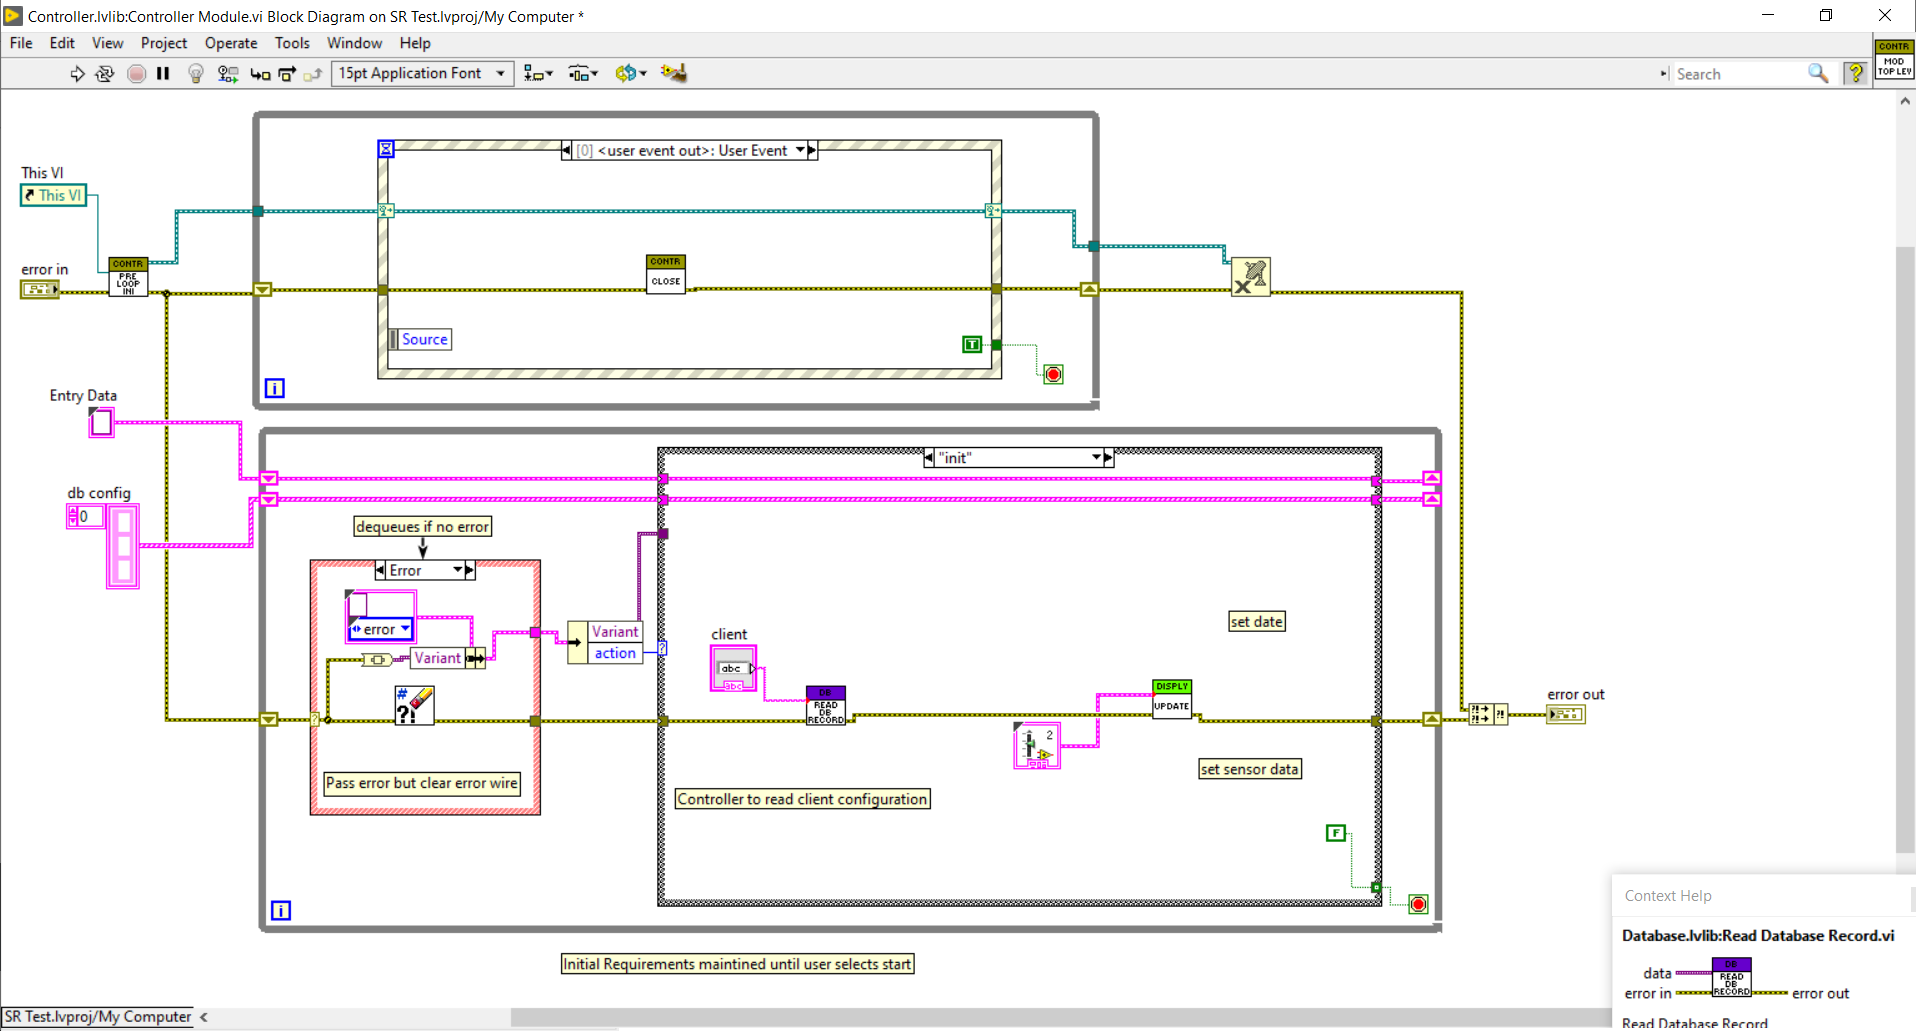 Controller.lvlib:Controller Module.vi Block Diagram on SR Test.lvproj/My Computer *
File Edit View Project Operate Tools Window Help
15pt Application Font
Search
CONTR
MOD
TOP LEV
[0] <user event out>: User Event
This VI
This VI
error in
CONTR
PRE
LOOP
INI
CONTR
CLOSE
Source
T
i
Entry Data
"init"
db config
0
dequeues if no error
Error
error
Variant
Variant
action
#
?!
Pass error but clear error wire
client
abc
abc
DB
READ
DB
RECORD
set date
DISPLY
UPDATE
2
set sensor data
Controller to read client configuration
F
i
error out
Initial Requirements maintined until user selects start
Context Help
Database.lvlib:Read Database Record.vi
data
error in
DB
READ
DB
RECORD
error out
Read Database Record
SR Test.lvproj/My Computer <